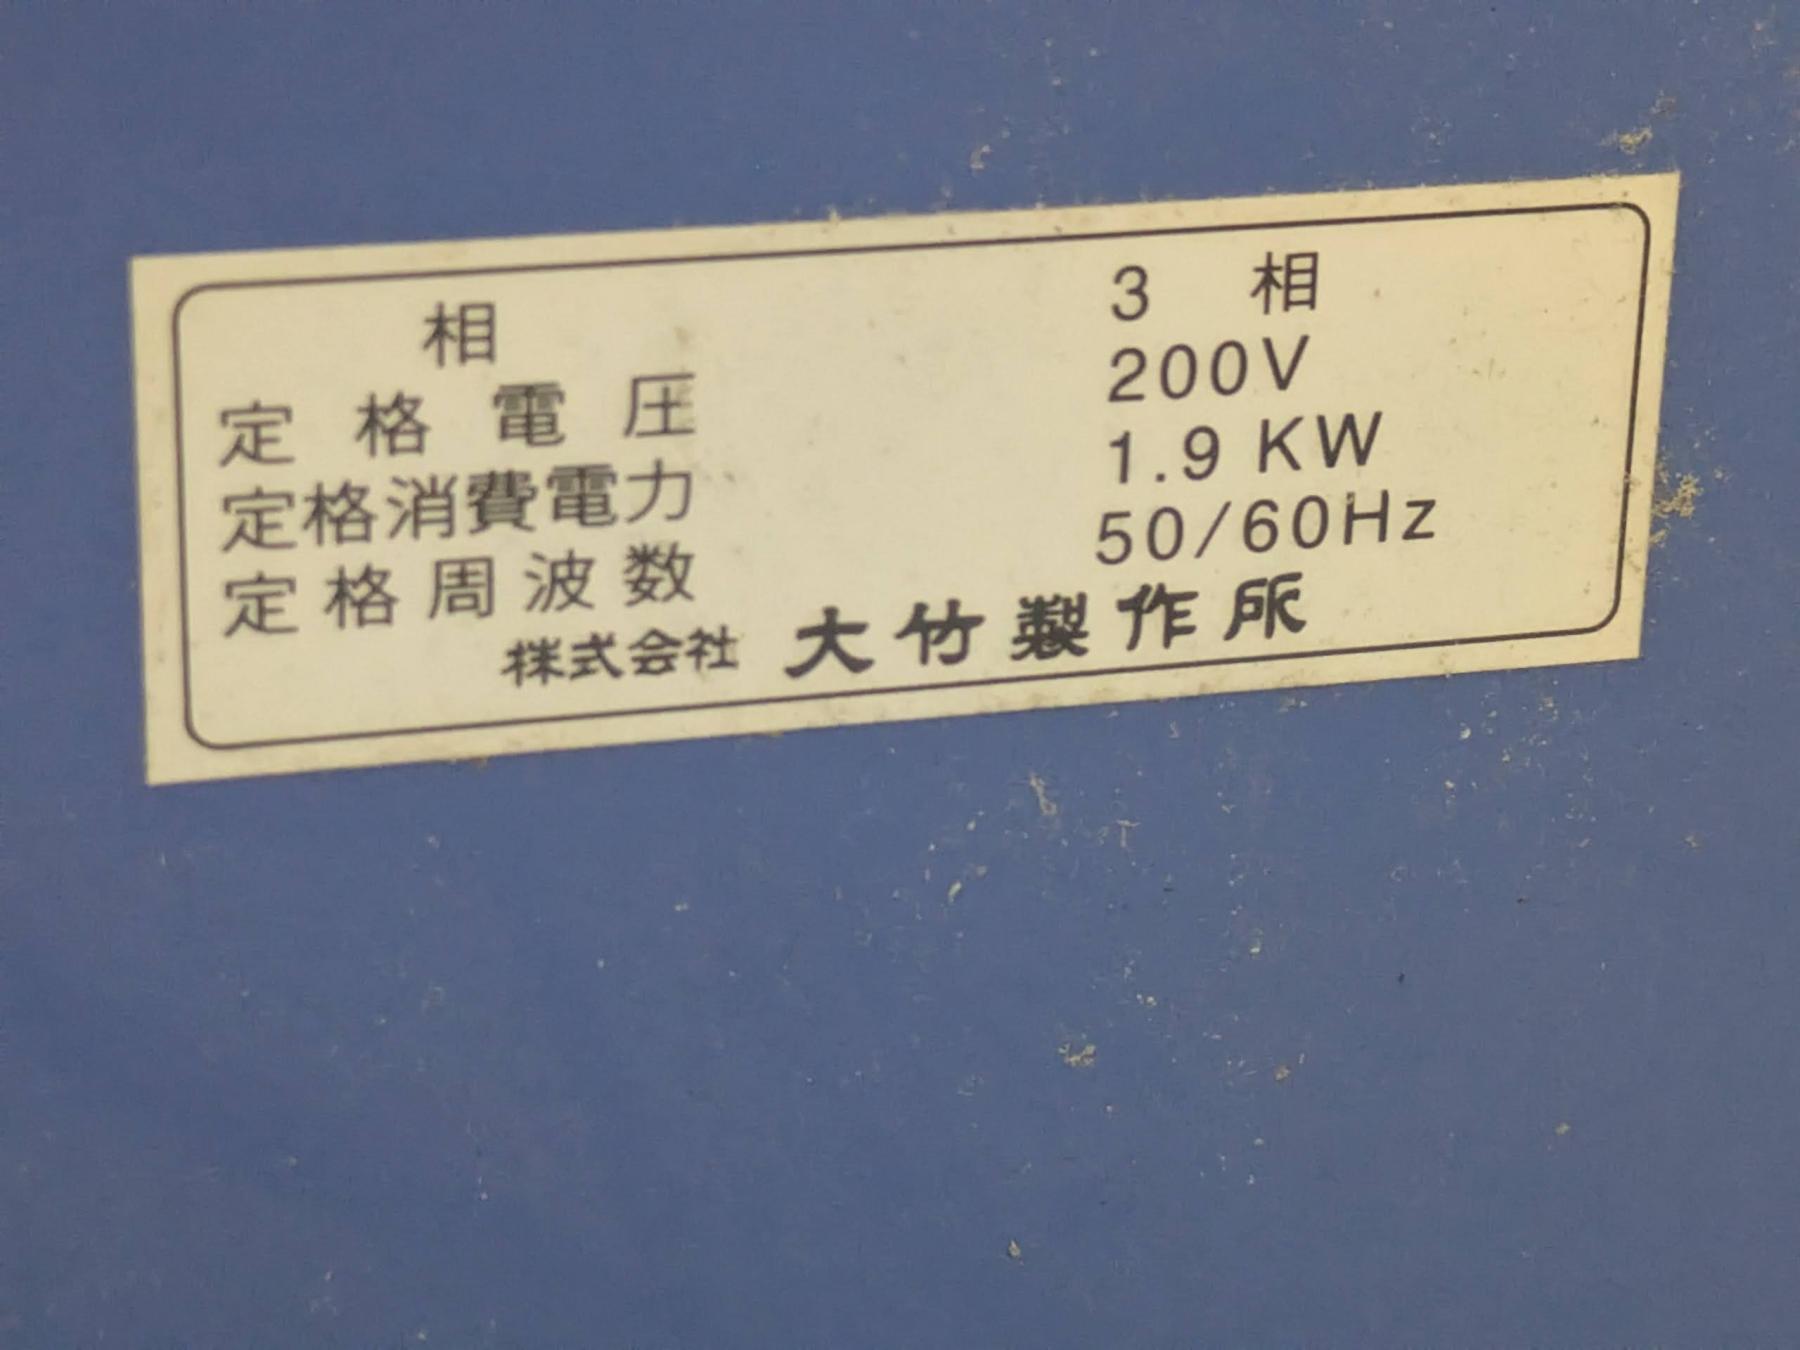 相 3 相
定格電圧 200V
定格消費電力 1.9 KW
定格周波数 50/60Hz
株式会社 大竹製作所